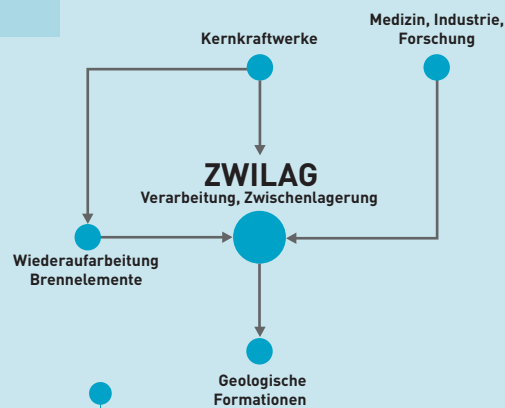 Medizin, Industrie,
Forschung
Kernkraftwerke
ZWILAG
Verarbeitung, Zwischenlagerung
Wiederaufarbeitung
Brennelemente
Geologische
Formationen